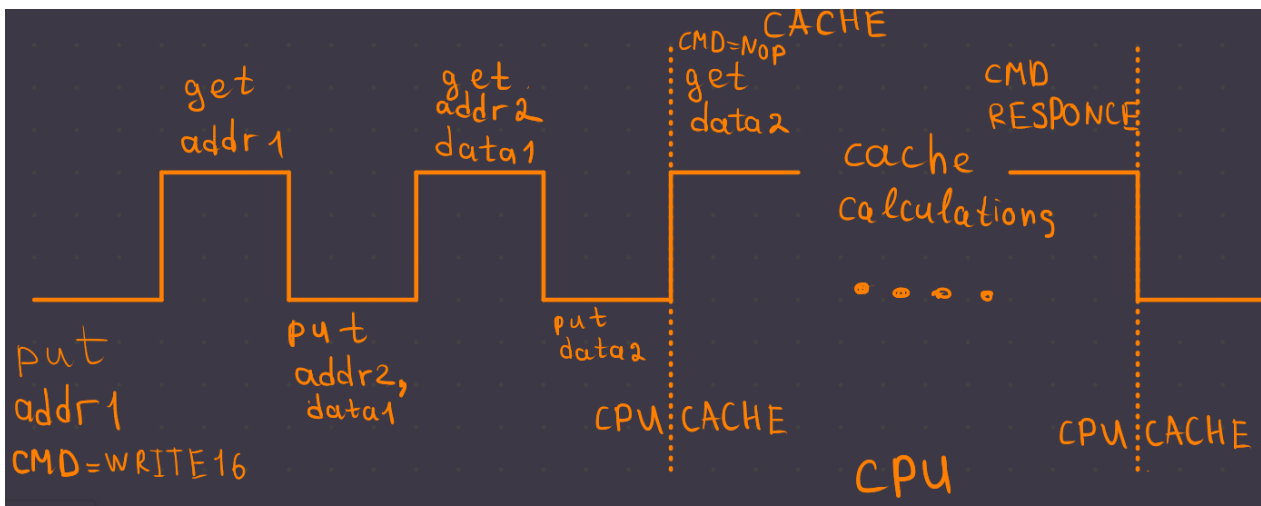 CACHE
CMD=NOP
get
addr1
get
addr2
data1
get
data2
CMD
RESPONCE
cache
calculations
put
addr1
CMD=WRITE16
put
addr2,
data1
put
data2
CPU CACHE
CPU
CPU CACHE